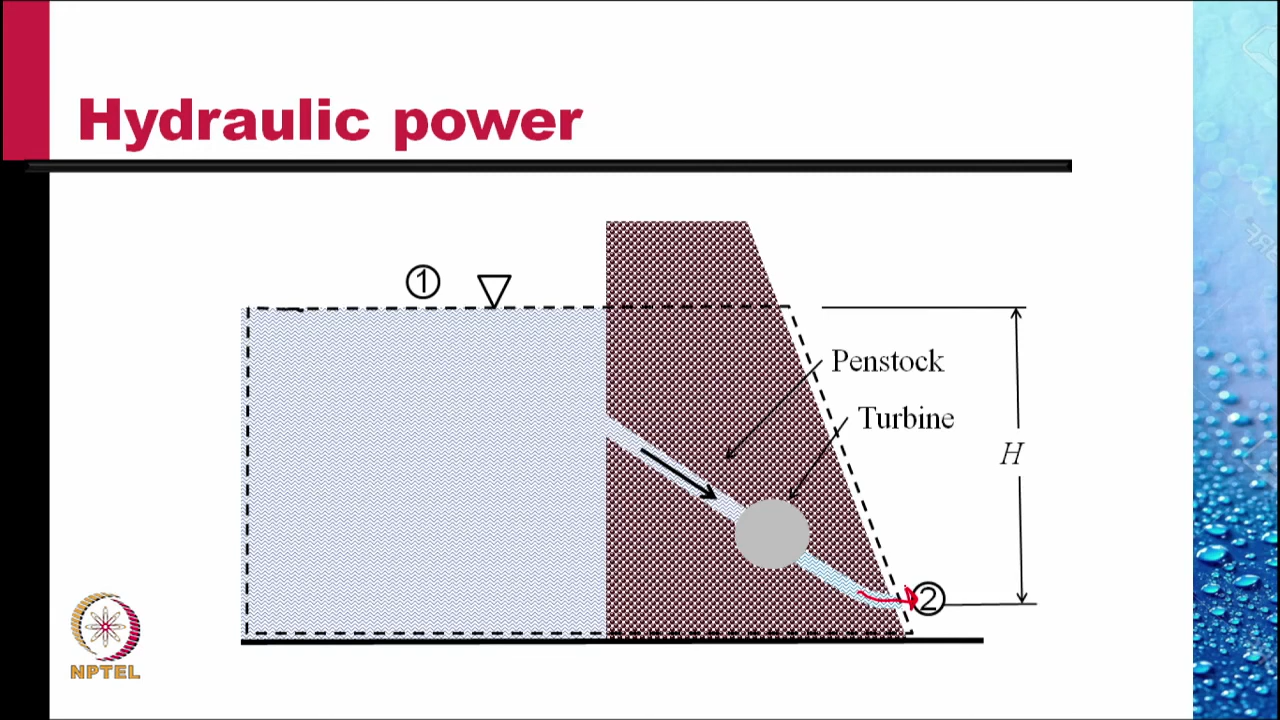 Hydraulic power
①
Penstock
Turbine
H
②
NPTEL